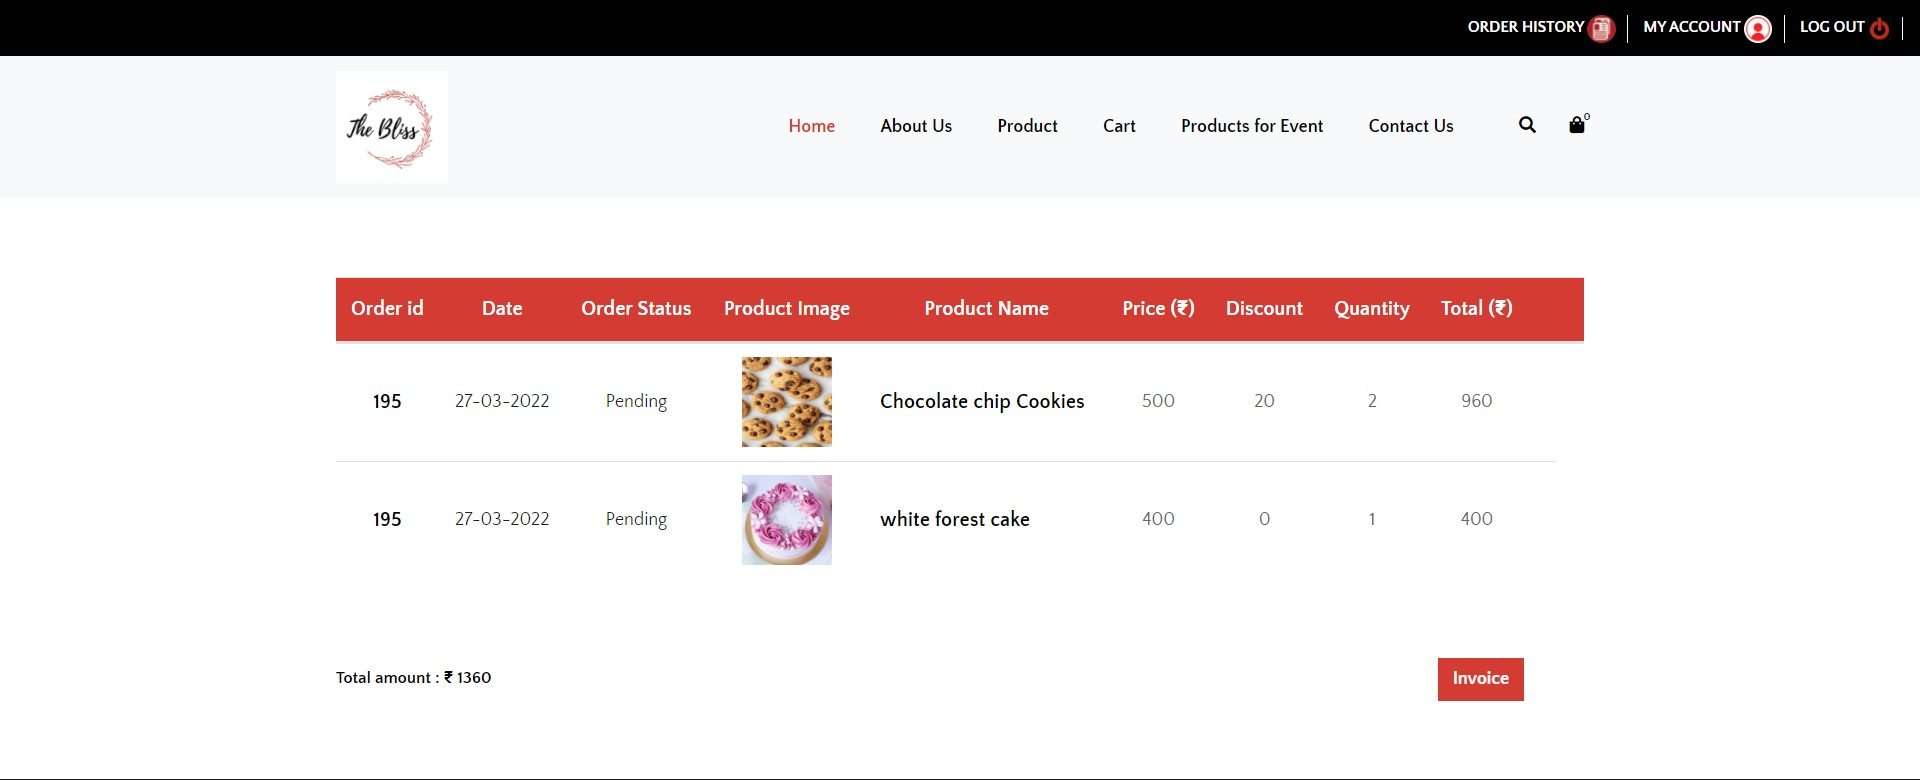 ORDER HISTORY MY ACCOUNT LOG OUT
The Bliss
Home About Us Product Cart Products for Event Contact Us 0
Order id Date Order Status Product Image Product Name Price (₹) Discount Quantity Total (₹)
195 27-03-2022 Pending Chocolate chip Cookies 500 20 2 960
195 27-03-2022 Pending white forest cake 400 0 1 400
Total amount : ₹ 1360 Invoice